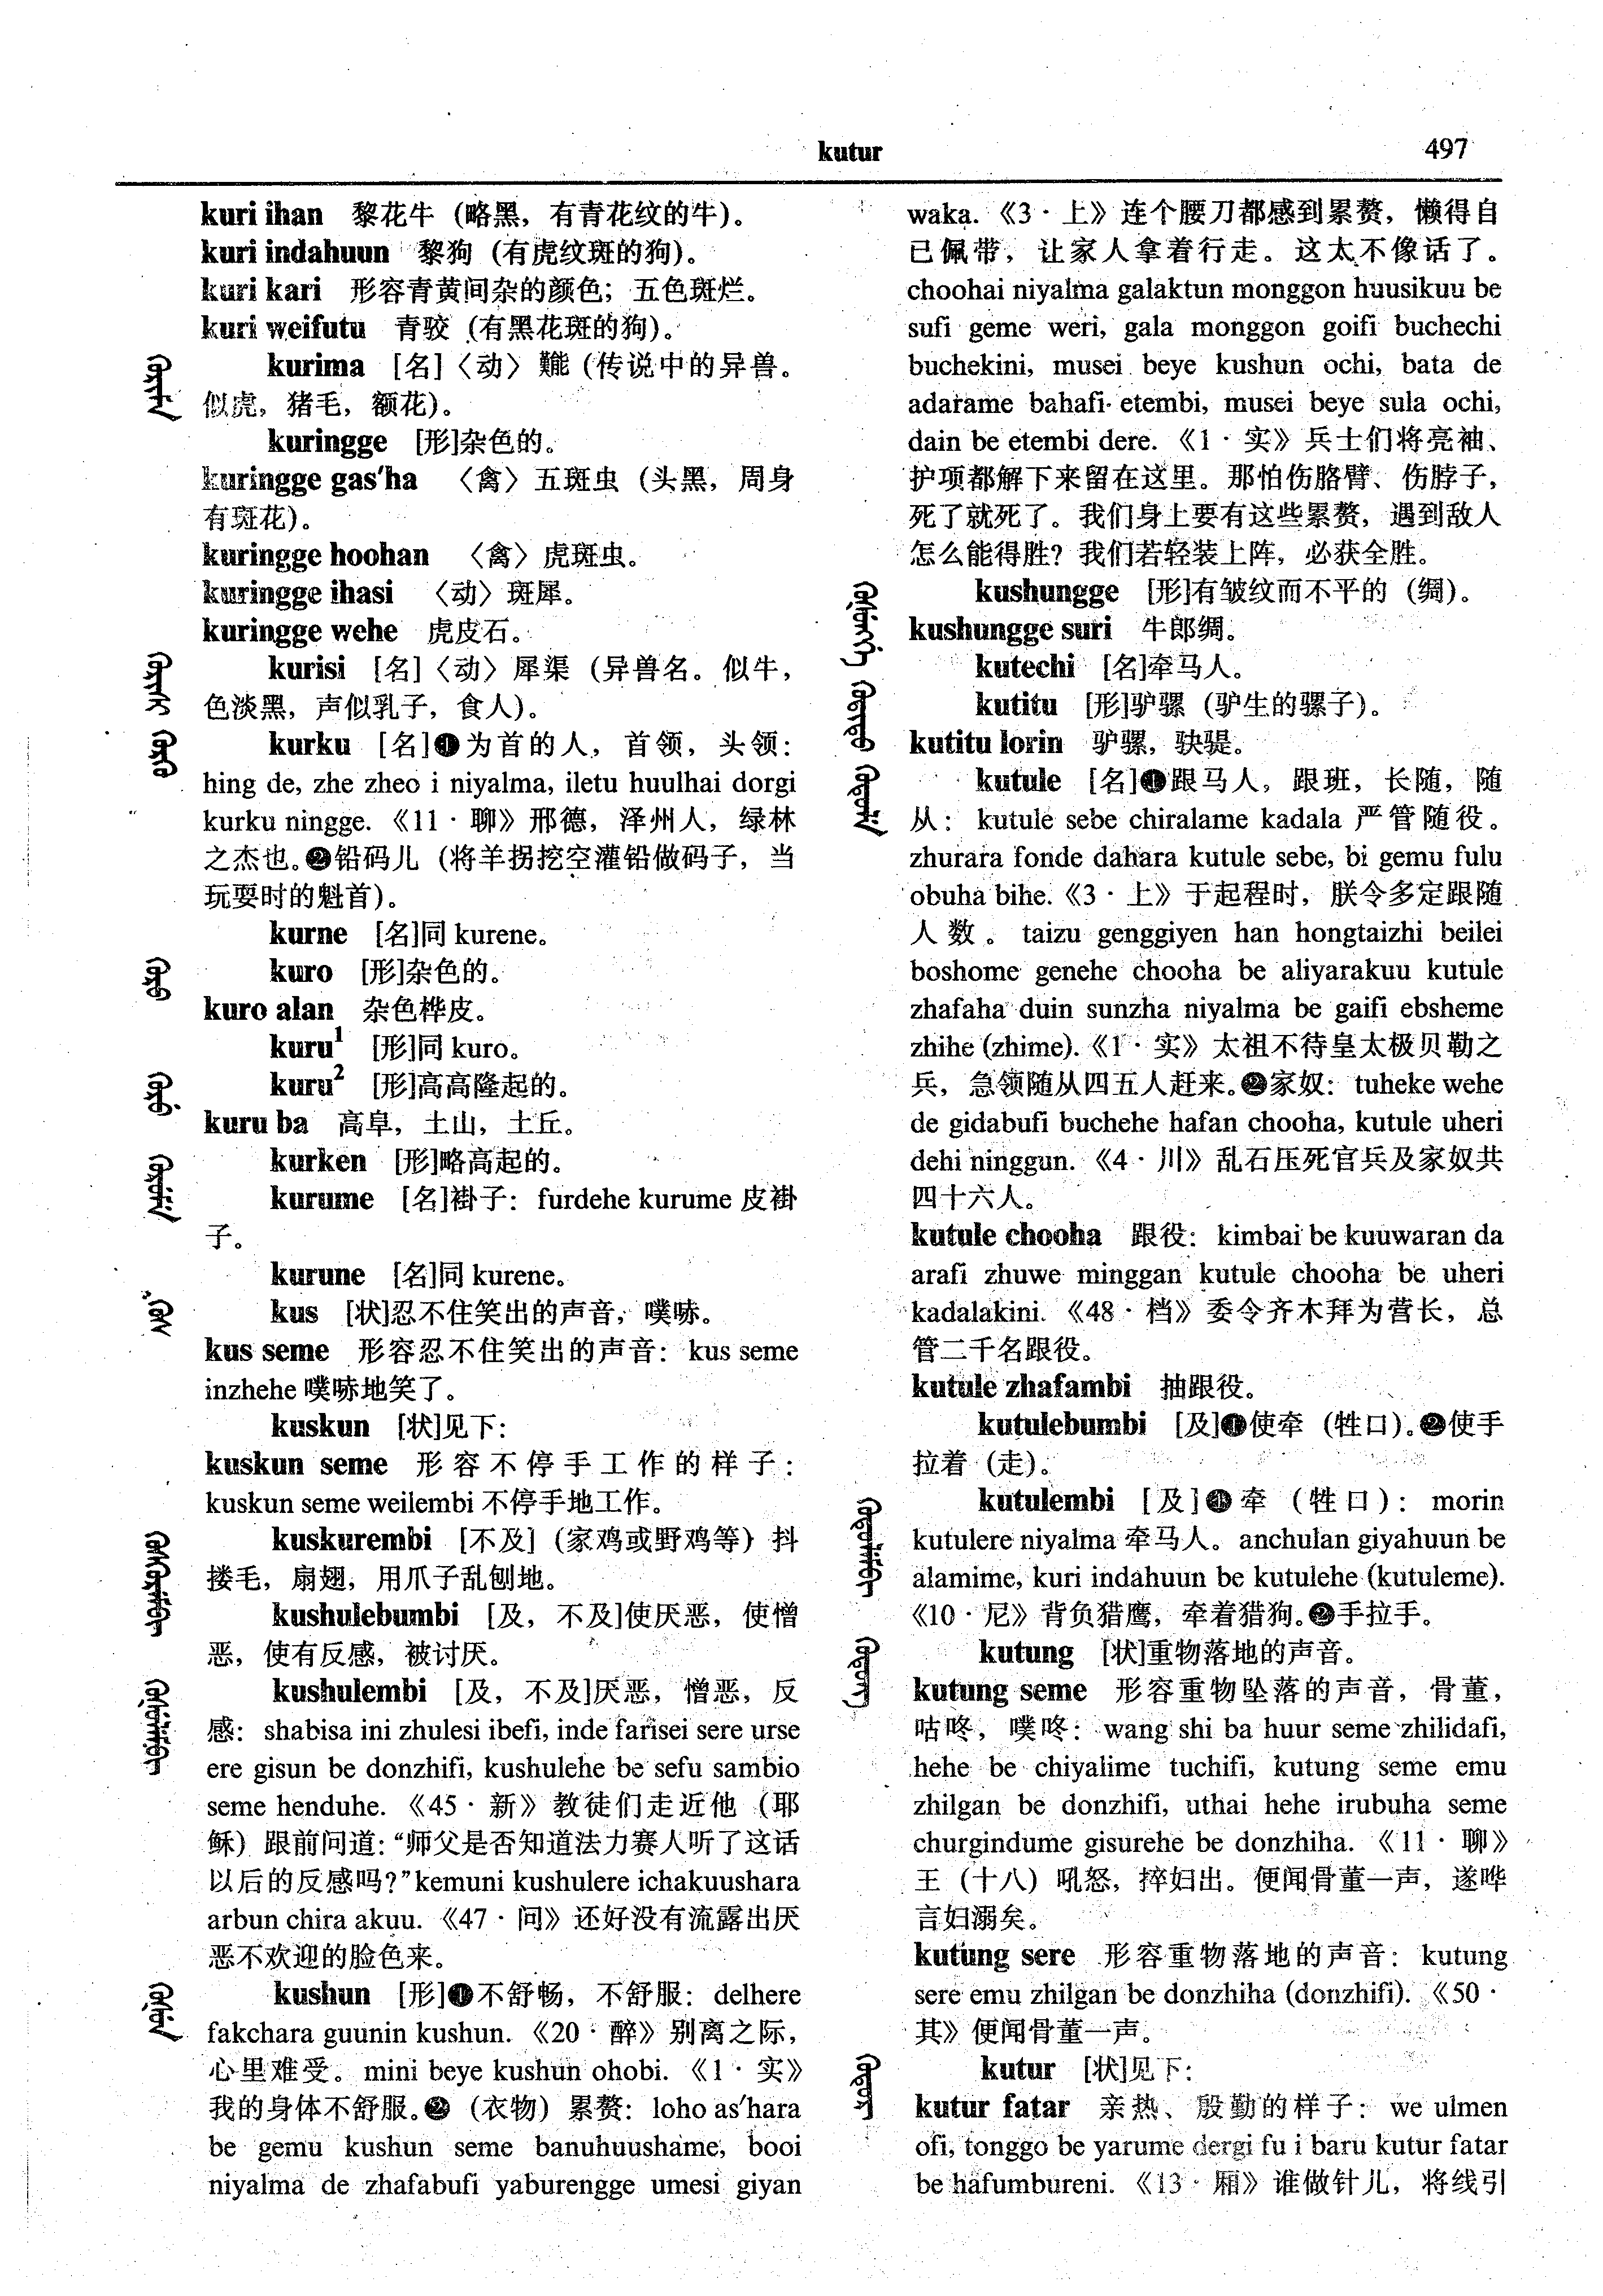 kutur
497
kuri ihan 黎花牛 (略黑，有青花纹的牛)。
kuri indahuun 黎狗 (有虎纹斑的狗)。
kuri kari 形容青黄间杂的颜色；五色斑烂。
kuri weifutu 青骏 (有黑花斑的狗)。
kurima [名]〈动〉 (传说中的异兽。
似虎，猪毛，额花)。
kuringge [形]杂色的。
kuringge gas'ha 〈禽〉五斑虫 (头黑，周身
有斑花)。
kuringge hoohan 〈禽〉虎斑虫。
kuringge ihasi 〈动〉斑犀。
kuringge wehe 虎皮石。
kurisi [名]〈动〉犀渠 (异兽名。似牛，
色淡黑，声似乳子，食人)。
kurku [名]❶为首的人，首领，头领：
hing de, zhe zheo i niyalma, iletu huulhai dorgi
kurku ningge.《11·聊》邢德，泽州人，绿林
之杰也。❷铅码儿 (将羊拐挖空灌铅做码子，当
玩耍时的魁首)。
kurne [名]同 kurene。
kuro [形]杂色的。
kuro alan 杂色桦皮。
kuru¹ [形]同 kuro。
kuru² [形]高高隆起的。
kuru ba 高阜，土山，土丘。
kurken [形]略高起的。
kurume [名]褂子：furdehe kurume 皮褂
子。
kurune [名]同 kurene。
kus [状]忍不住笑出的声音，噗哧。
kus seme 形容忍不住笑出的声音：kus seme
inzhehe 噗哧地笑了。
kuskun [状]见下：
kuskun seme 形容不停手工作的样子：
kuskun seme weilembi 不停手地工作。
kuskurembi [不及] (家鸡或野鸡等) 抖
搂毛，扇翅，用爪子乱刨地。
kushulebumbi [及，不及]使厌恶，使憎
恶，使有反感，被讨厌。
kushulembi [及，不及]厌恶，憎恶，反
感：shabisa ini zhulesi ibefi, inde farisei sere urse
ere gisun be donzhifi, kushulehe be sefu sambio
seme henduhe.《45·新》教徒们走近他 (耶
稣) 跟前问道：“师父是否知道法力赛人听了这话
以后的反感吗？”kemuni kushulere ichakuushara
arbun chira akuu.《47·问》还好没有流露出厌
恶不欢迎的脸色来。
kushun [形]❶不舒畅，不舒服：delhere
fakchara guunin kushun.《20·醉》别离之际，
心里难受。mini beye kushun ohobi.《1·实》
我的身体不舒服。❷ (衣物) 累赘：loho as'hara
be gemu kushun seme banuhuushame, booi
niyalma de zhafabufi yaburengge umesi giyan
waka.《3·上》连个腰刀都感到累赘，懒得自
已佩带，让家人拿着行走。这太不像话了。
choohai niyalma galaktun monggon huusikuu be
sufi geme weri, gala monggon goifi buchechi
buchekini, musei beye kushun ochi, bata de
adarame bahafi etembi, musei beye sula ochi,
dain be etembi dere.《1·实》兵士们将亮袖、
护项都解下来留在这里。那怕伤胳臂、伤脖子，
死了就死了。我们身上要有这些累赘，遇到敌人
怎么能得胜？我们若轻装上阵，必获全胜。
kushungge [形]有皱纹而不平的 (绸)。
kushungge suri 牛郎绸。
kutechi [名]牵马人。
kutitu [形]驴骡 (驴生的骡子)。
kutitu lorin 驴骡，驮騠。
kutule [名]❶跟马人，跟班，长随，随
从：kutule sebe chiralame kadala 严管随役。
zhurara fonde dahara kutule sebe, bi gemu fulu
obuha bihe.《3·上》于起程时，朕令多定跟随
人数。taizu genggiyen han hongtaizhi beilei
boshome genehe chooha be aliyarakuu kutule
zhafaha duin sunzha niyalma be gaifi ebsheme
zhihe (zhime).《1·实》太祖不待皇太极贝勒之
兵，急领随从四五人赶来。❷家奴：tuheke wehe
de gidabufi buchehe hafan chooha, kutule uheri
dehi ninggun.《4·川》乱石压死官兵及家奴共
四十六人。
kutule chooha 跟役：kimbai be kuuwaran da
arafi zhuwe minggan kutule chooha be uheri
kadalakini.《48·档》委令齐木拜为营长，总
管二千名跟役。
kutule zhafambi 抽跟役。
kutulebumbi [及]❶使牵 (牲口)。❷使手
拉着 (走)。
kutulembi [及]❶牵 (牲口)：morin
kutulere niyalma 牵马人。anchulan giyahuun be
alamime, kuri indahuun be kutulehe (kutuleme).
《10·尼》背负猎鹰，牵着猎狗。❷手拉手。
kutung [状]重物落地的声音。
kutung seme 形容重物坠落的声音，骨董，
咕咚，噗咚：wang shi ba huur seme zhilidafi,
hehe be chiyalime tuchifi, kutung seme emu
zhilgan be donzhifi, uthai hehe irubuha seme
churgindume gisurehe be donzhiha.《11·聊》
王 (十八) 吼怒，捽妇出。便闻骨董一声，遂哗
言妇溺矣。
kutung sere 形容重物落地的声音：kutung
sere emu zhilgan be donzhiha (donzhifi).《50·
其》便闻骨董一声。
kutur [状]见下：
kutur fatar 亲热、殷勤的样子：we ulmen
ofi, tonggo be yarume dergi fu i baru kutur fatar
be hafumbureni.《13·厢》谁做针儿，将线引